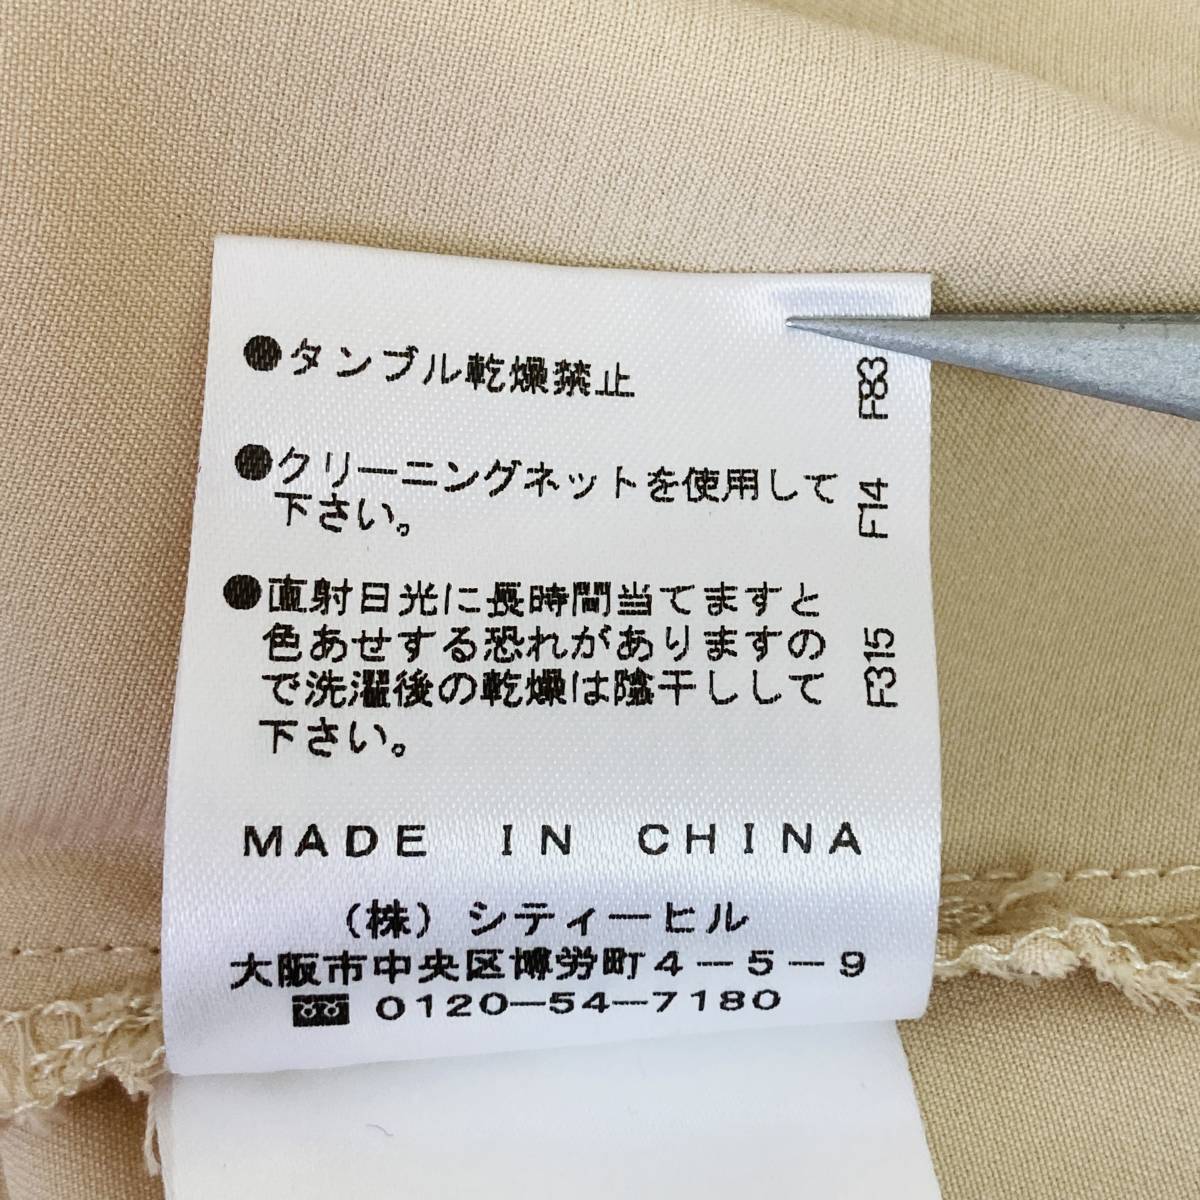 ●タンブル乾燥禁止
●クリーニングネットを使用して
下さい。
●直射日光に長時間当てますと
色あせする恐れがありますの
で洗濯後の乾燥は陰干しして
下さい。
F83
F14
F315
MADE IN CHINA
(株)シティーヒル
大阪市中央区博労町4-5-9
0120-54-7180